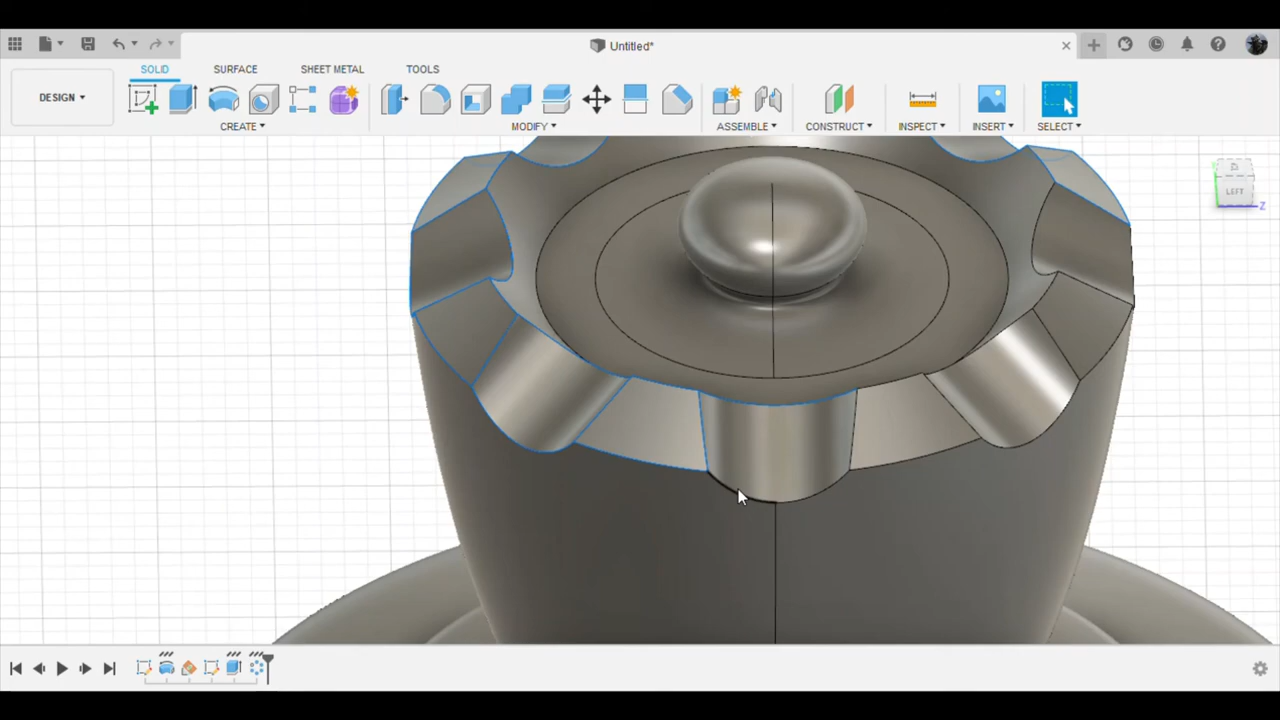 Untitled*
SOLID SURFACE SHEET METAL TOOLS
DESIGN
CREATE MODIFY ASSEMBLE CONSTRUCT INSPECT INSERT SELECT
LEFT
Z